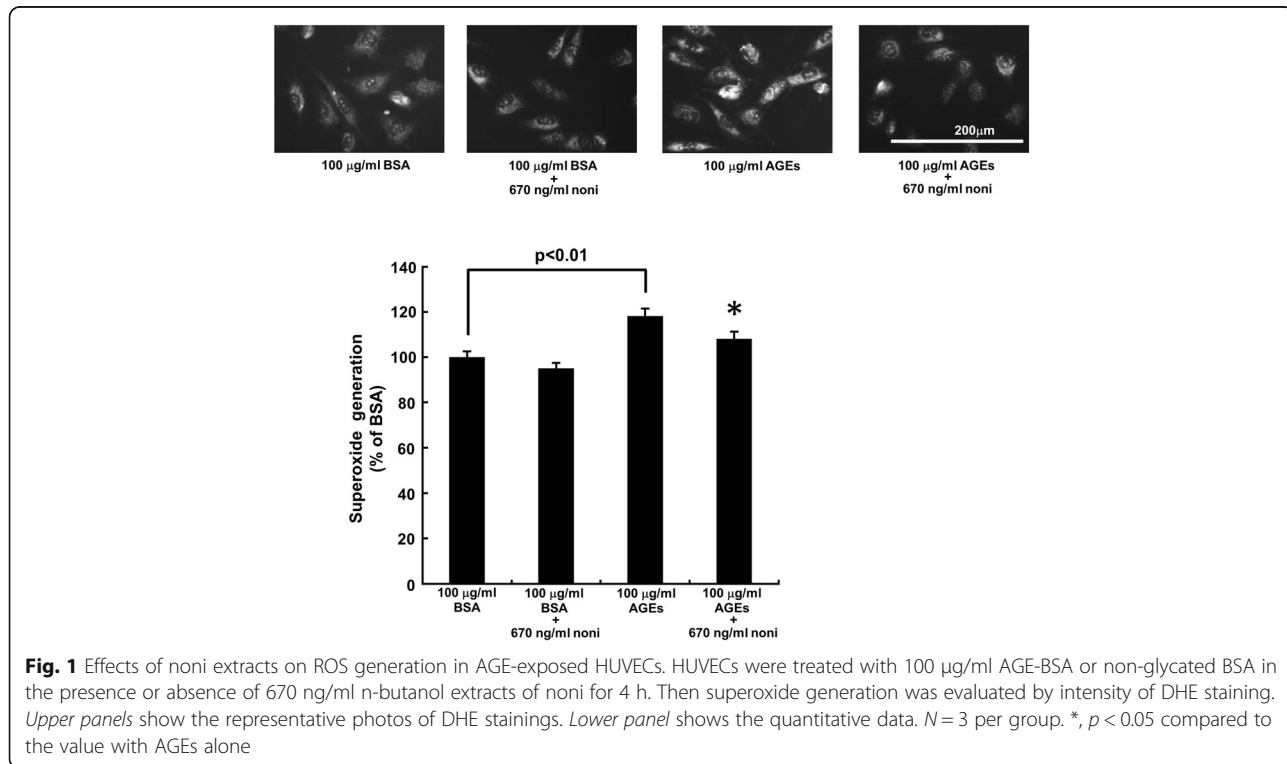 200μm
100 μg/ml BSA
100 μg/ml BSA
+
670 ng/ml noni
100 μg/ml AGEs
100 μg/ml AGEs
+
670 ng/ml noni
p<0.01
*
140
120
100
80
60
40
20
0
Superoxide generation
(% of BSA)
100 μg/ml
BSA
100 μg/ml
BSA
+
670 ng/ml noni
100 μg/ml
AGEs
100 μg/ml
AGEs
+
670 ng/ml noni
Fig. 1 Effects of noni extracts on ROS generation in AGE-exposed HUVECs. HUVECs were treated with 100 μg/ml AGE-BSA or non-glycated BSA in
the presence or absence of 670 ng/ml n-butanol extracts of noni for 4 h. Then superoxide generation was evaluated by intensity of DHE staining.
Upper panels show the representative photos of DHE stainings. Lower panel shows the quantitative data. N = 3 per group. *, p < 0.05 compared to
the value with AGEs alone